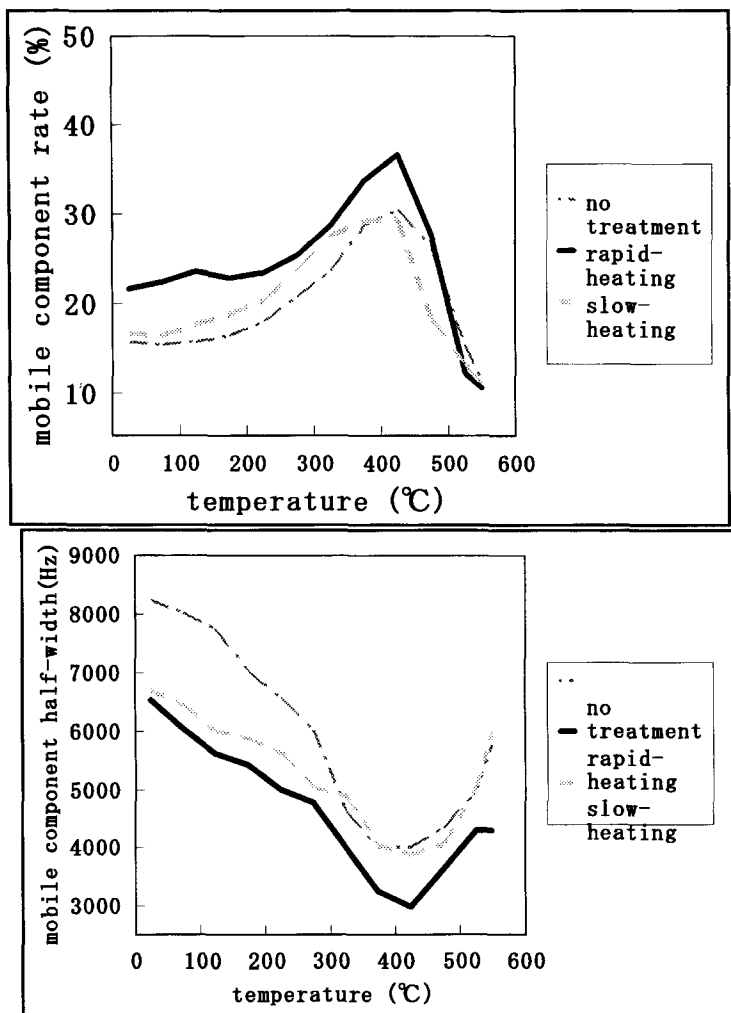 50
40
30
20
10
mobile component rate (%)
0 100 200 300 400 500 600
temperature (℃)
no
treatment
rapid-
heating
slow-
heating
9000
8000
7000
6000
5000
4000
3000
mobile component half-width(Hz)
0 100 200 300 400 500 600
temperature (℃)
no
treatment
rapid-
heating
slow-
heating